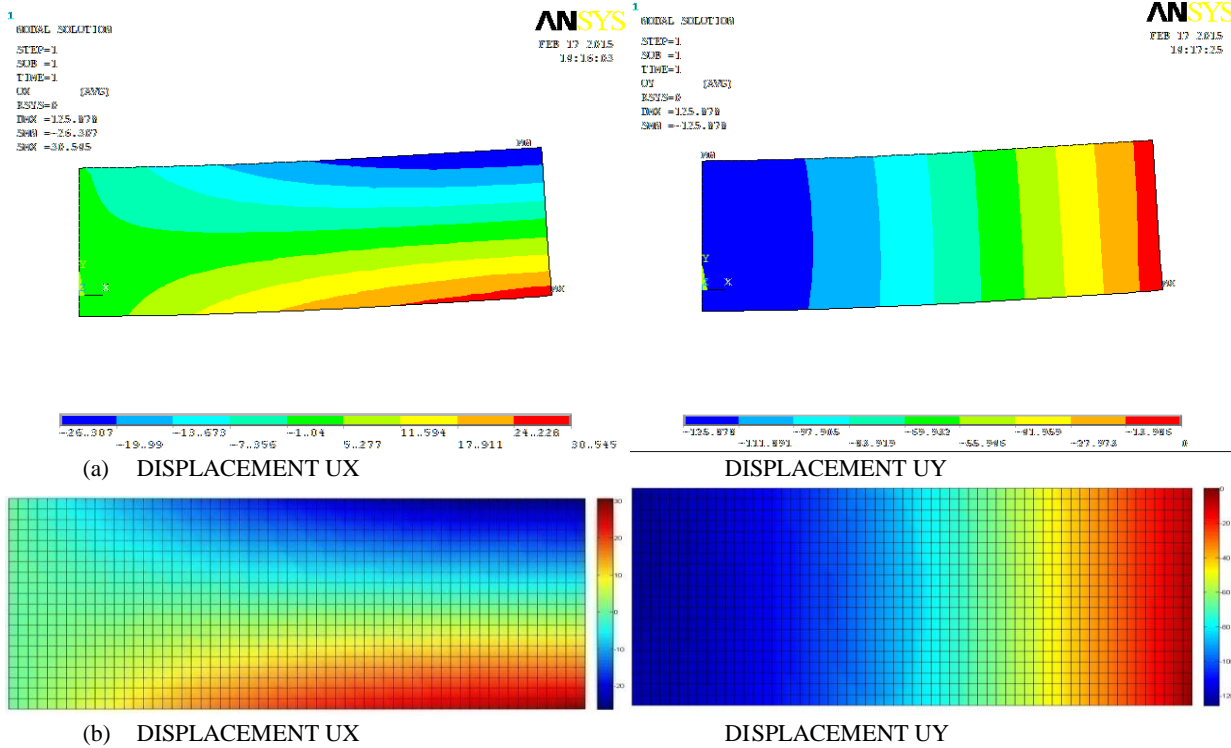 1
NODAL SOLUTION
STEP=1
SUB =1
TIME=1
UX (AVG)
RSYS=0
DMX =125.878
SMN =-26.307
SMX =30.545
ANSYS
FEB 17 2015
MN
Y
X
MX
-26.307 -13.673 -1.04 11.594 24.228
-19.99 -7.356 5.277 17.911 30.545
1
NODAL SOLUTION
STEP=1
SUB =1
TIME=1
UY (AVG)
RSYS=0
DMX =125.878
SMN =-125.878
ANSYS
FEB 17 2015
MN
Y
X
MX
-125.878 -97.905 -69.932 -41.959 -13.986
-111.891 -83.919 -55.946 -27.973 0
(a) DISPLACEMENT UX DISPLACEMENT UY
30
20
10
-10
-20
0
-20
-40
-60
-80
-100
-120
(b) DISPLACEMENT UX DISPLACEMENT UY